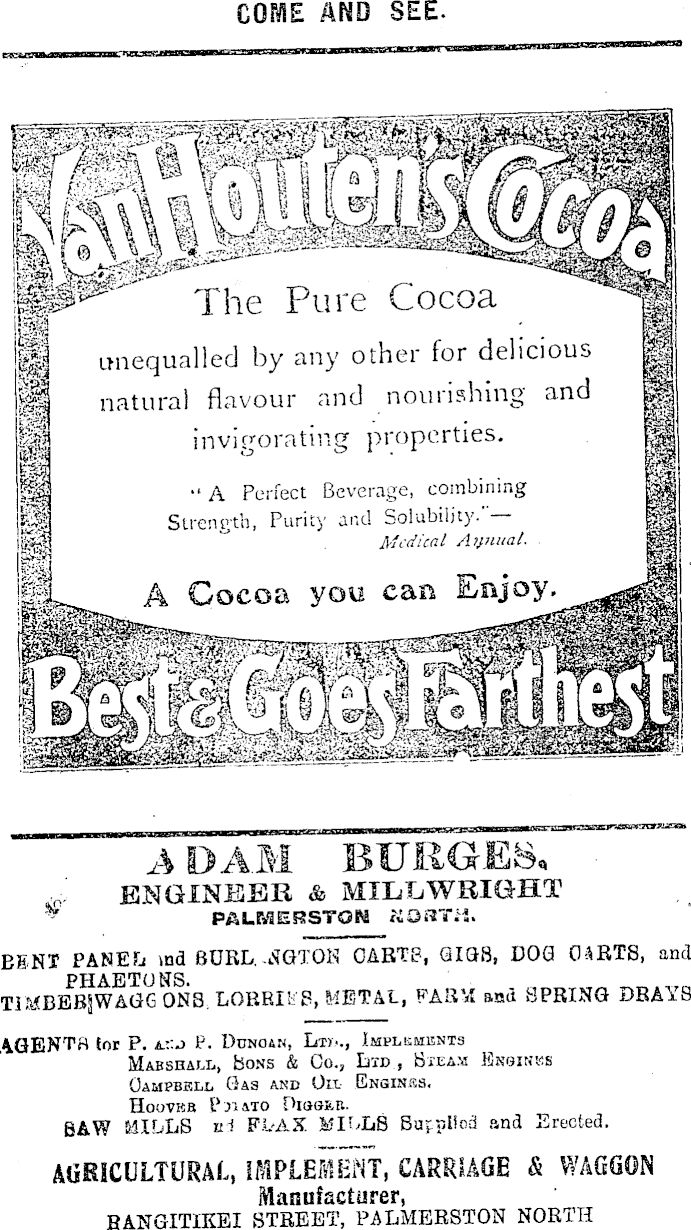 COME AND SEE.
Van Houten's Cocoa
The Pure Cocoa
unequalled by any other for delicious
natural flavour and nourishing and
invigorating properties.
"A Perfect Beverage, combining
Strength, Purity and Solubility."—
Medical Annual.
A Cocoa you can Enjoy.
Best & Goes Farthest
ADAM BURGES,
ENGINEER & MILLWRIGHT
PALMERSTON NORTH.
BENT PANEL and BURLINGTON CARTS, GIGS, DOG CARTS, and
PHAETONS.
TIMBER WAGGONS, LORRIES, METAL, FARM and SPRING DRAYS
AGENTS for P. AND P. DUNCAN, LTD., IMPLEMENTS
MARSHALL, SONS & CO., LTD., STEAM ENGINES
CAMPBELL GAS AND OIL ENGINES.
HOOVER POTATO DIGGER.
SAW MILLS and FLAX MILLS Supplied and Erected.
AGRICULTURAL, IMPLEMENT, CARRIAGE & WAGGON
Manufacturer,
RANGITIKEI STREET, PALMERSTON NORTH